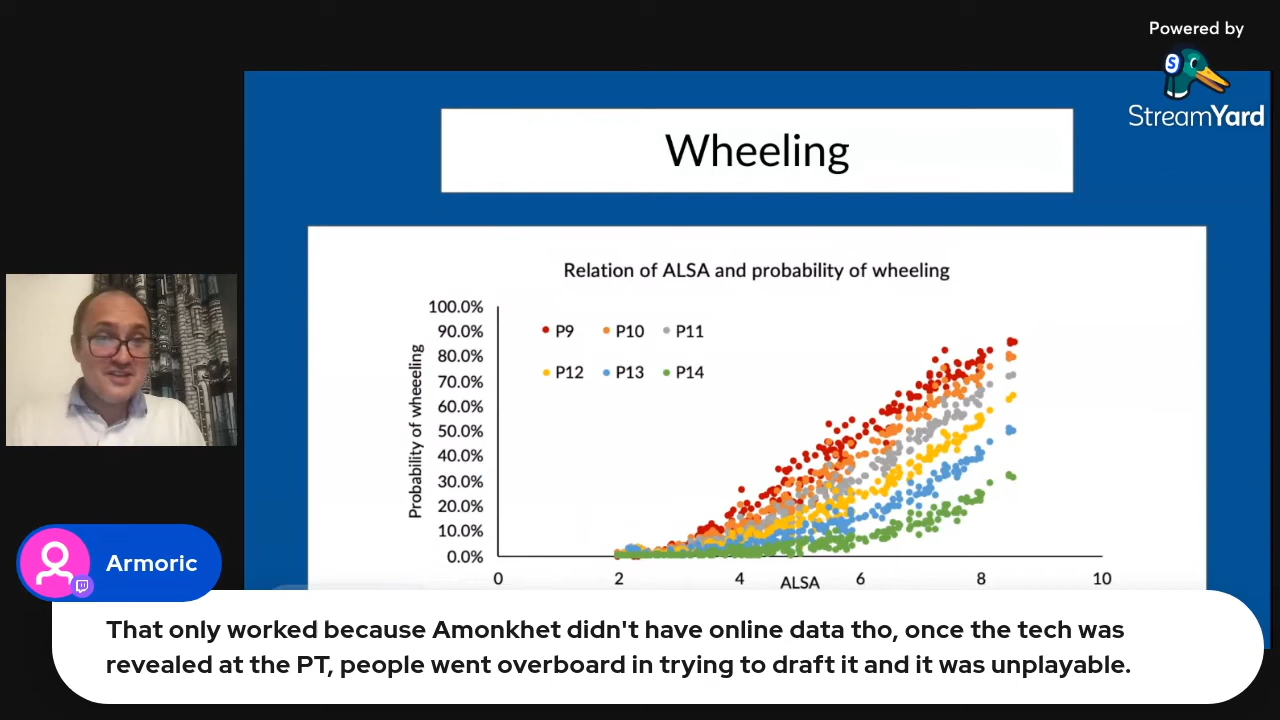 Powered by
StreamYard
Wheeling
Relation of ALSA and probability of wheeling
Probability of wheeling
100.0%
90.0%
80.0%
70.0%
60.0%
50.0%
40.0%
30.0%
20.0%
10.0%
0.0%
P9 P10 P11
P12 P13 P14
0 2 4 6 8 10
ALSA
Armoric
That only worked because Amonkhet didn't have online data tho, once the tech was
revealed at the PT, people went overboard in trying to draft it and it was unplayable.